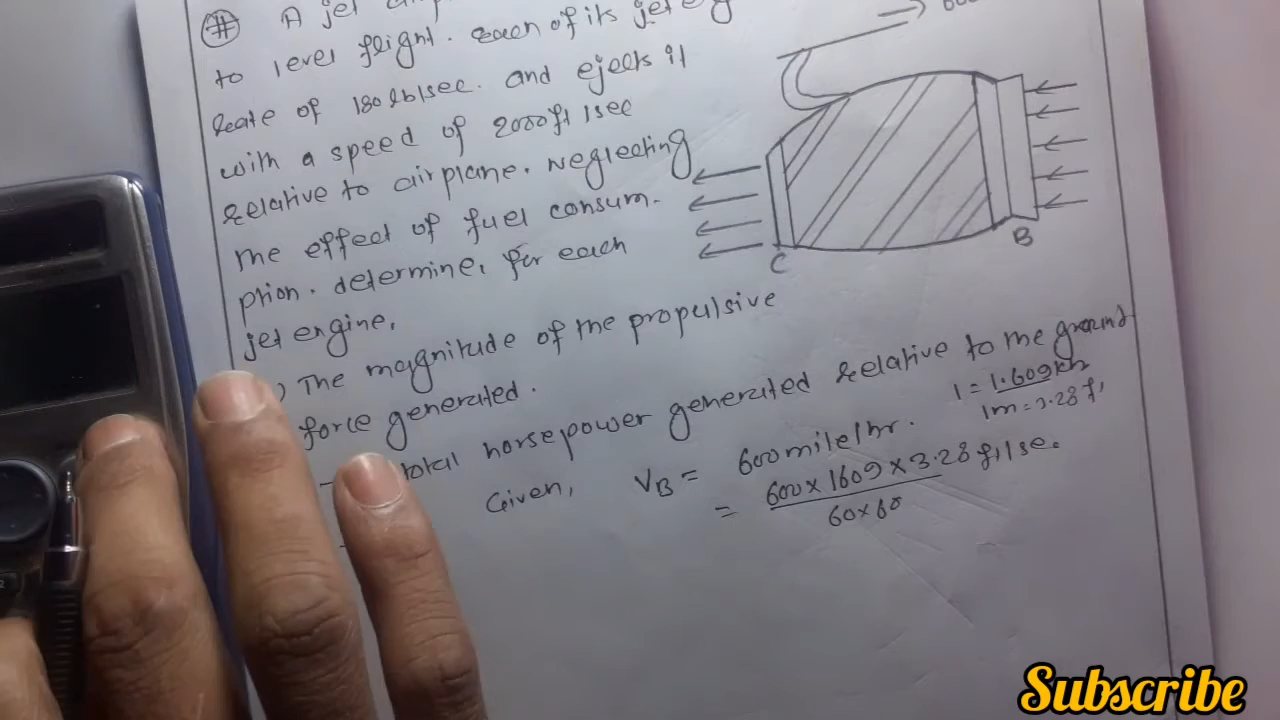 # A jet
to level flight. each of its jet
Rate of 180 lb/sec. and ejects it
with a speed of 2000ft/sec
Relative to airplane. Neglecting
the effect of fuel consum-
ption. determine, for each
jet engine.
) The magnitude of the propulsive
force generated.
total horsepower generated Relative to the ground
Given, VB = 600 mile/hr.
= 600 x 1609 x 3.28 ft/sec.
60 x 60
1 = 1.609 km
1m = 3.28 f,
B
C
Subscribe